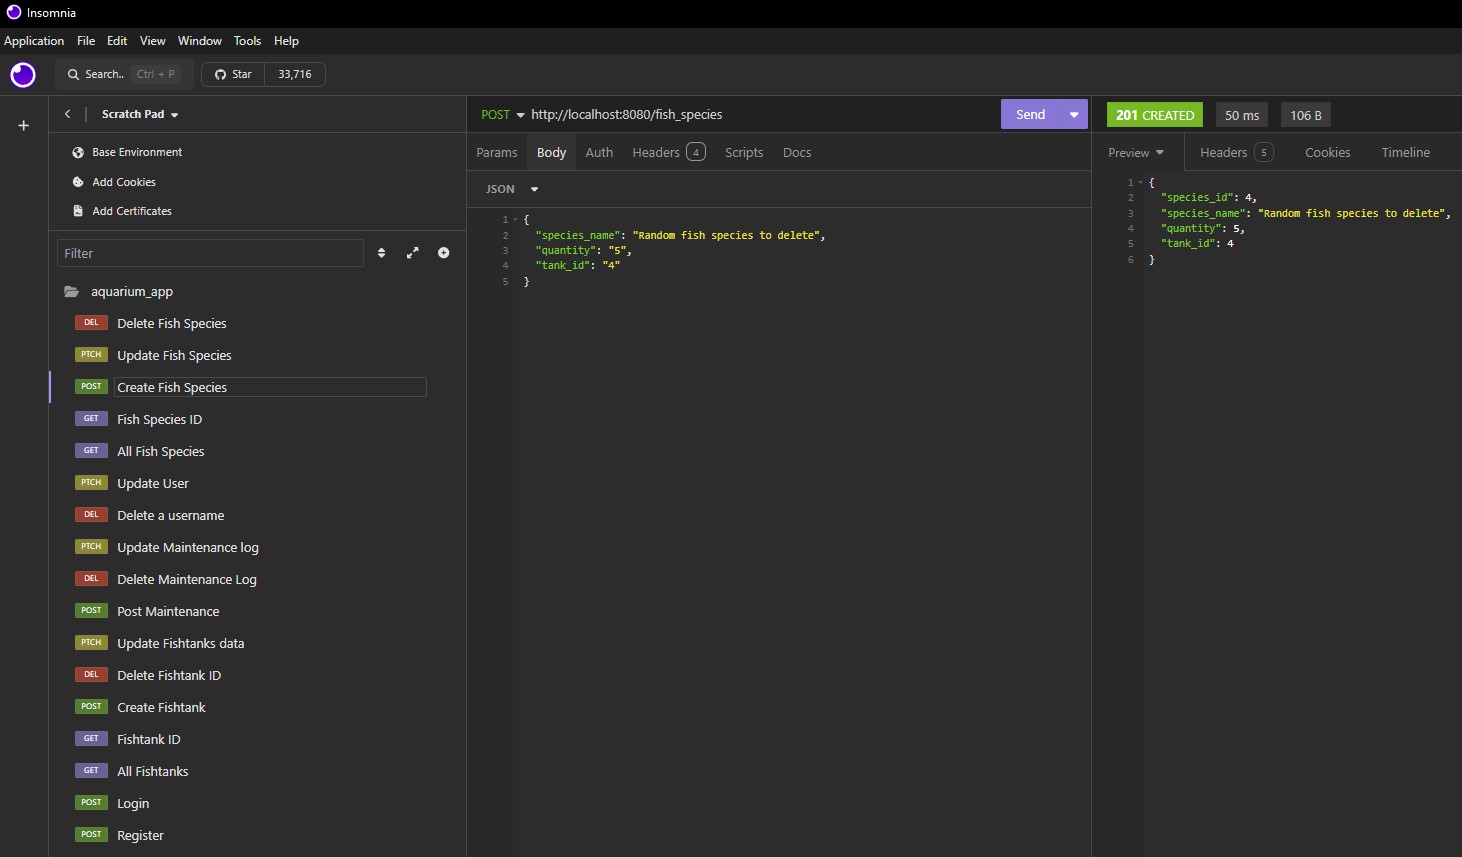 Insomnia
Application File Edit View Window Tools Help
Search.. Ctrl + P Star 33,716
Scratch Pad
Base Environment
Add Cookies
Add Certificates
Filter
aquarium_app
DEL Delete Fish Species
PTCH Update Fish Species
POST Create Fish Species
GET Fish Species ID
GET All Fish Species
PTCH Update User
DEL Delete a username
PTCH Update Maintenance log
DEL Delete Maintenance Log
POST Post Maintenance
PTCH Update Fishtanks data
DEL Delete Fishtank ID
POST Create Fishtank
GET Fishtank ID
GET All Fishtanks
POST Login
POST Register
POST http://localhost:8080/fish_species Send
Params Body Auth Headers 4 Scripts Docs
JSON
1 {
2 "species_name": "Random fish species to delete",
3 "quantity": "5",
4 "tank_id": "4"
5 }
201 CREATED 50 ms 106 B
Preview Headers 5 Cookies Timeline
1 {
2 "species_id": 4,
3 "species_name": "Random fish species to delete",
4 "quantity": 5,
5 "tank_id": 4
6 }